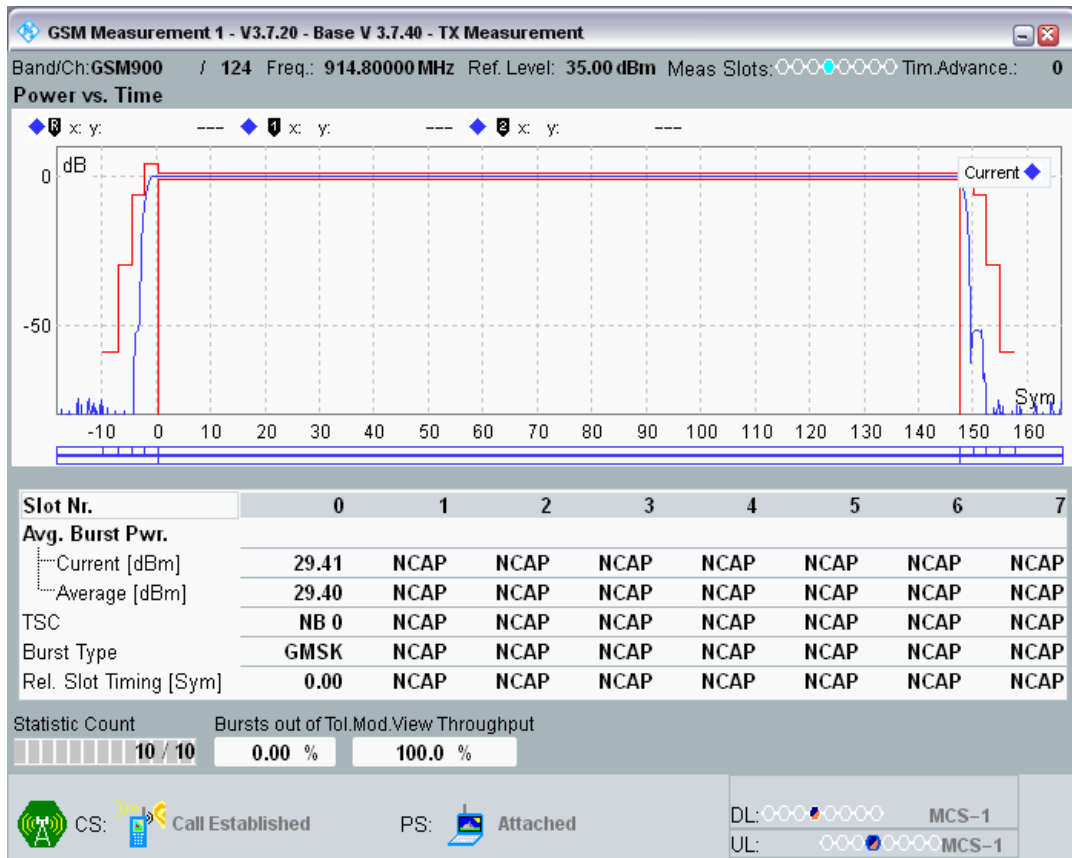 GSM Measurement 1 - V3.7.20 - Base V 3.7.40 - TX Measurement
Band/Ch:GSM900 / 124 Freq.: 914.80000 MHz Ref. Level: 35.00 dBm Meas Slots: Tim.Advance.: 0
Power vs. Time
R x: y: --- 1 x: y: --- 2 x: y: ---
dB
Current
0
-50
Sym
-10 0 10 20 30 40 50 60 70 80 90 100 110 120 130 140 150 160
Slot Nr. 0 1 2 3 4 5 6 7
Avg. Burst Pwr.
Current [dBm] 29.41 NCAP NCAP NCAP NCAP NCAP NCAP NCAP
Average [dBm] 29.40 NCAP NCAP NCAP NCAP NCAP NCAP NCAP
TSC NB 0 NCAP NCAP NCAP NCAP NCAP NCAP NCAP
Burst Type GMSK NCAP NCAP NCAP NCAP NCAP NCAP NCAP
Rel. Slot Timing [Sym] 0.00 NCAP NCAP NCAP NCAP NCAP NCAP NCAP
Statistic Count Bursts out of Tol.Mod.View Throughput
10 / 10 0.00 % 100.0 %
CS: Call Established PS: Attached
DL: MCS-1
UL: MCS-1